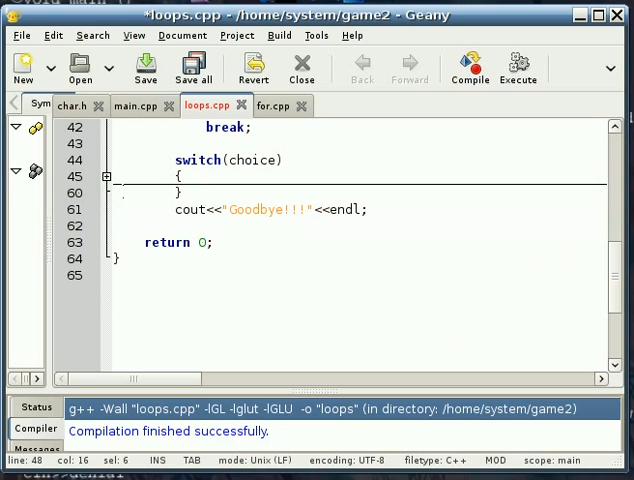 *loops.cpp - /home/system/game2 - Geany
File Edit Search View Document Project Build Tools Help
New Open Save Save all Revert Close Back Forward Compile Execute
Sym char.h main.cpp loops.cpp for.cpp
42 break;
43
44 switch(choice)
45 {
60 }
61 cout<<"Goodbye!!!"<<endl;
62
63 return 0;
64 }
65
Status
g++ -Wall "loops.cpp" -lGL -lglut -lGLU -o "loops" (in directory: /home/system/game2)
Compiler
Compilation finished successfully.
Messages
line: 48 col: 16 sel: 6 INS TAB mode: Unix (LF) encoding: UTF-8 filetype: C++ MOD scope: main